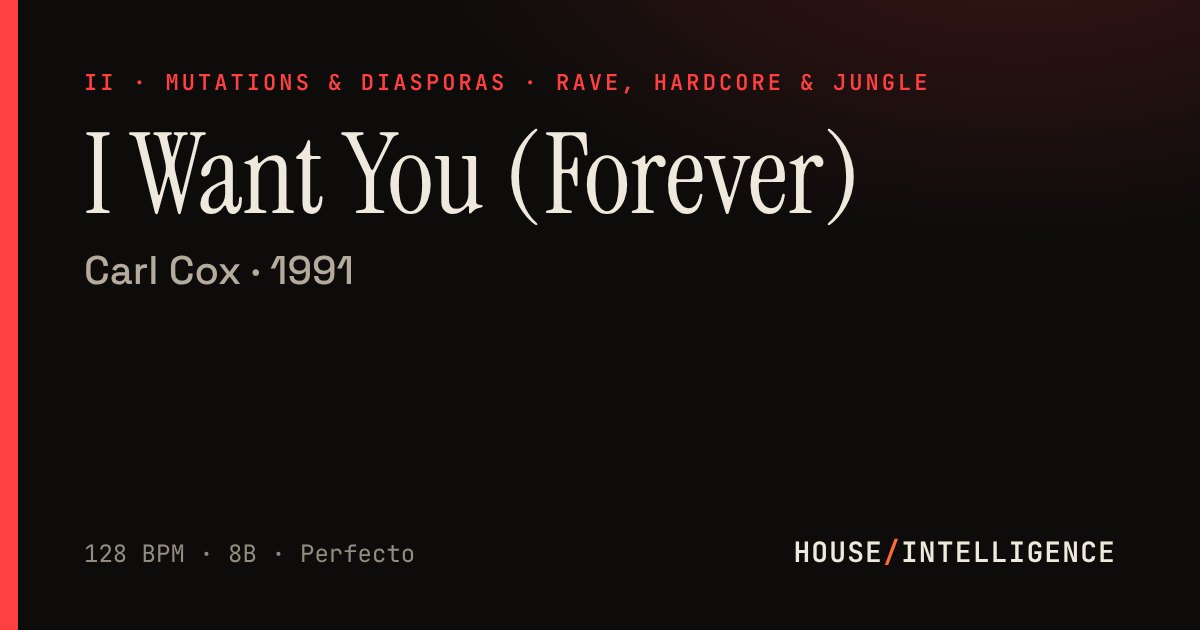 II · MUTATIONS & DIASPORAS · RAVE, HARDCORE & JUNGLE
I Want You (Forever)
Carl Cox · 1991
128 BPM · 8B · Perfecto
HOUSE/INTELLIGENCE